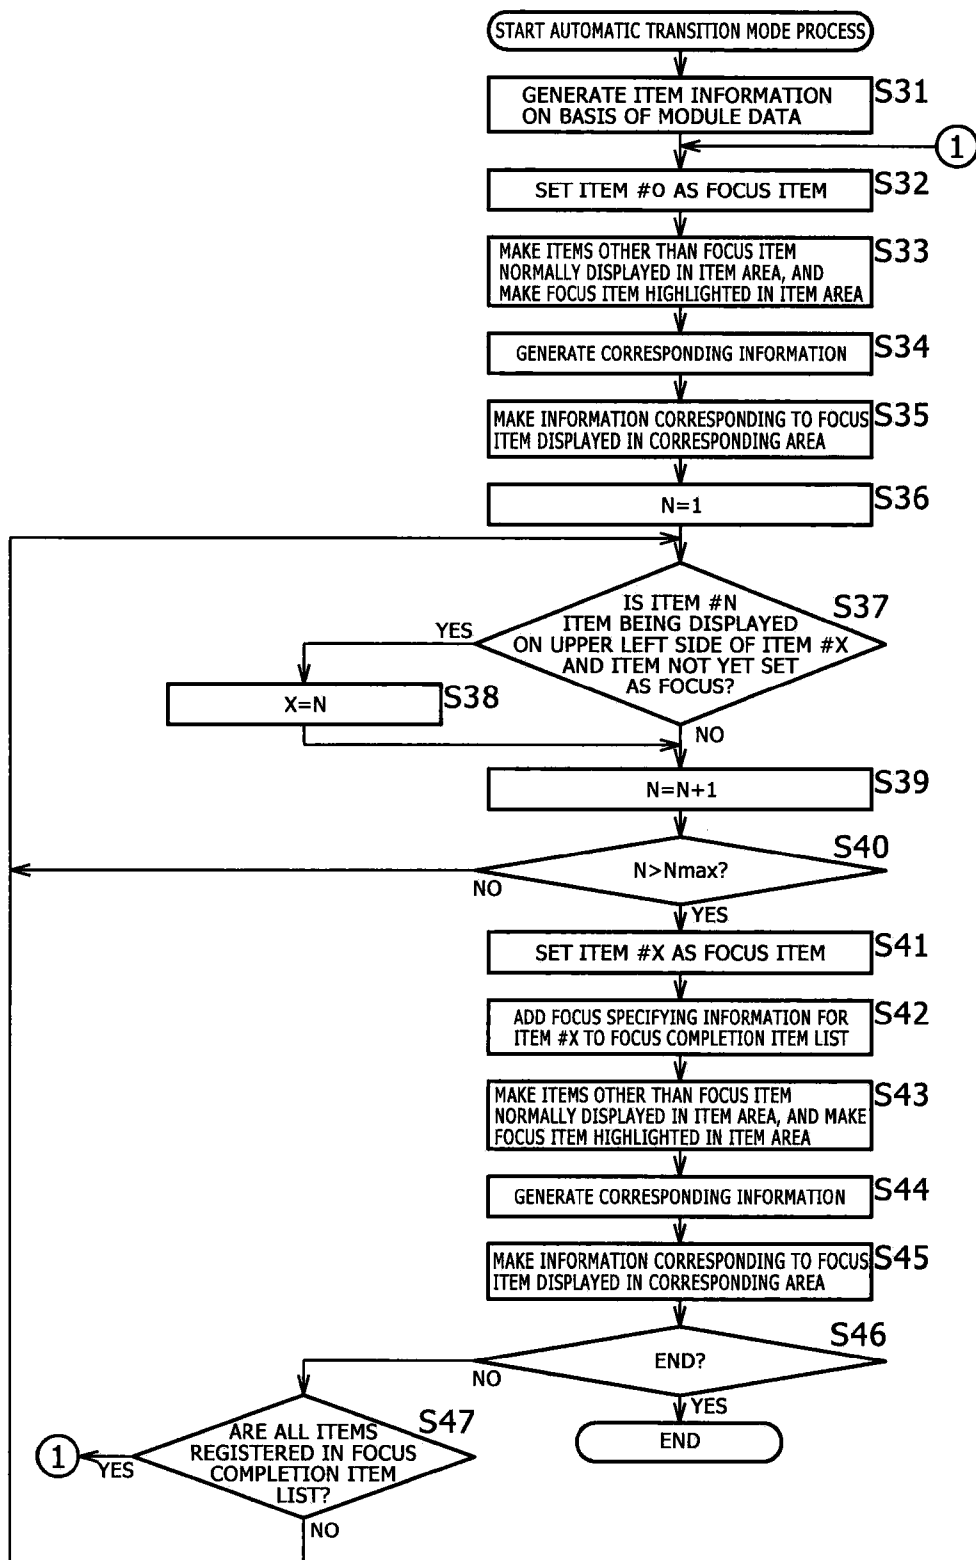 START AUTOMATIC TRANSITION MODE PROCESS
GENERATE ITEM INFORMATION
ON BASIS OF MODULE DATA
S31
1
SET ITEM #0 AS FOCUS ITEM
S32
MAKE ITEMS OTHER THAN FOCUS ITEM
NORMALLY DISPLAYED IN ITEM AREA, AND
MAKE FOCUS ITEM HIGHLIGHTED IN ITEM AREA
S33
GENERATE CORRESPONDING INFORMATION
S34
MAKE INFORMATION CORRESPONDING TO FOCUS
ITEM DISPLAYED IN CORRESPONDING AREA
S35
N=1
S36
IS ITEM #N
ITEM BEING DISPLAYED
ON UPPER LEFT SIDE OF ITEM #X
AND ITEM NOT YET SET
AS FOCUS?
S37
YES
X=N
S38
NO
N=N+1
S39
N>Nmax?
S40
NO
YES
SET ITEM #X AS FOCUS ITEM
S41
ADD FOCUS SPECIFYING INFORMATION FOR
ITEM #X TO FOCUS COMPLETION ITEM LIST
S42
MAKE ITEMS OTHER THAN FOCUS ITEM
NORMALLY DISPLAYED IN ITEM AREA, AND MAKE
FOCUS ITEM HIGHLIGHTED IN ITEM AREA
S43
GENERATE CORRESPONDING INFORMATION
S44
MAKE INFORMATION CORRESPONDING TO FOCUS
ITEM DISPLAYED IN CORRESPONDING AREA
S45
END?
S46
NO
YES
END
ARE ALL ITEMS
REGISTERED IN FOCUS
COMPLETION ITEM
LIST?
S47
1
YES
NO